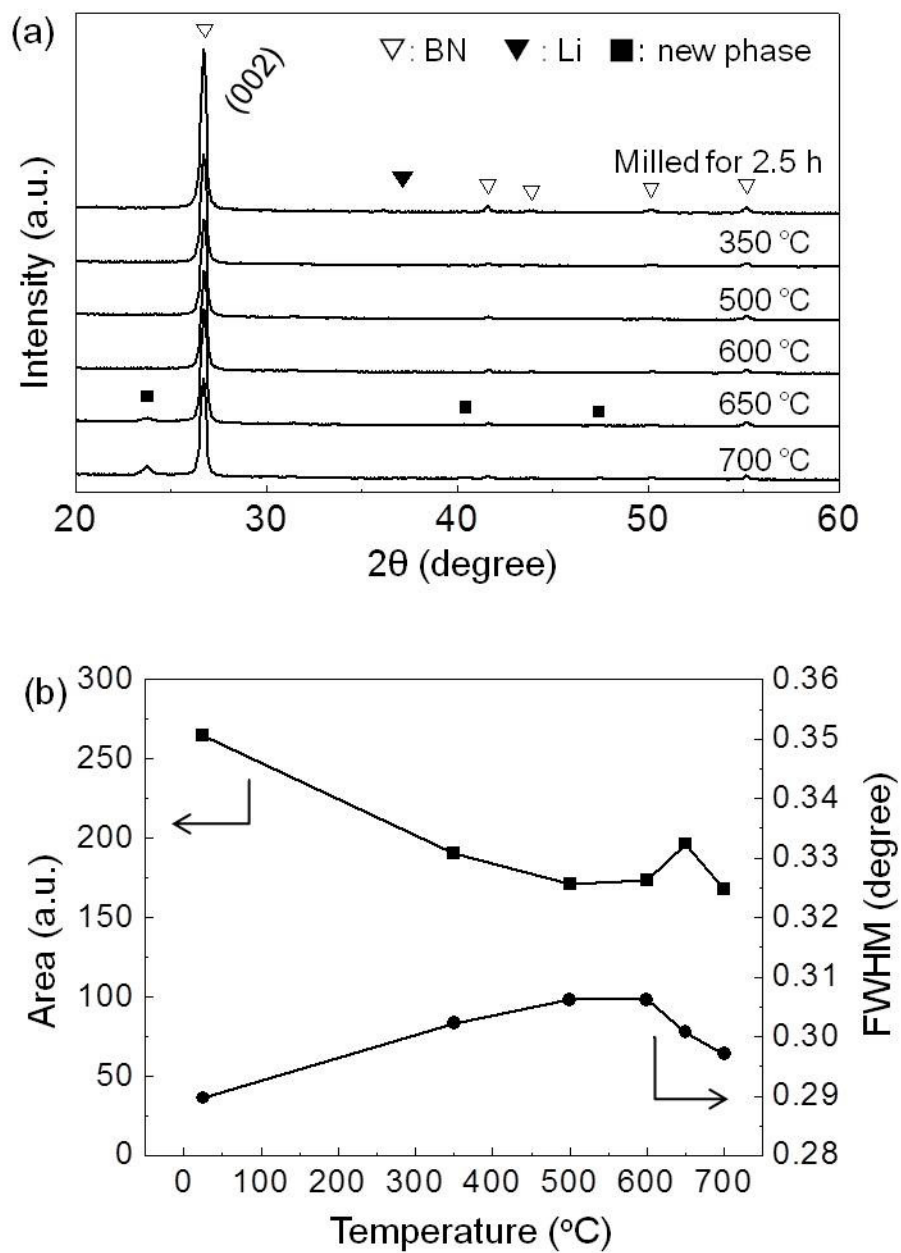 (a)
▽: BN ▼: Li ■: new phase
(002)
Milled for 2.5 h
350 °C
500 °C
600 °C
650 °C
700 °C
Intensity (a.u.)
20 30 40 50 60
2θ (degree)
(b)
300
250
200
150
100
50
0
Area (a.u.)
0.36
0.35
0.34
0.33
0.32
0.31
0.30
0.29
0.28
FWHM (degree)
0 100 200 300 400 500 600 700
Temperature (°C)